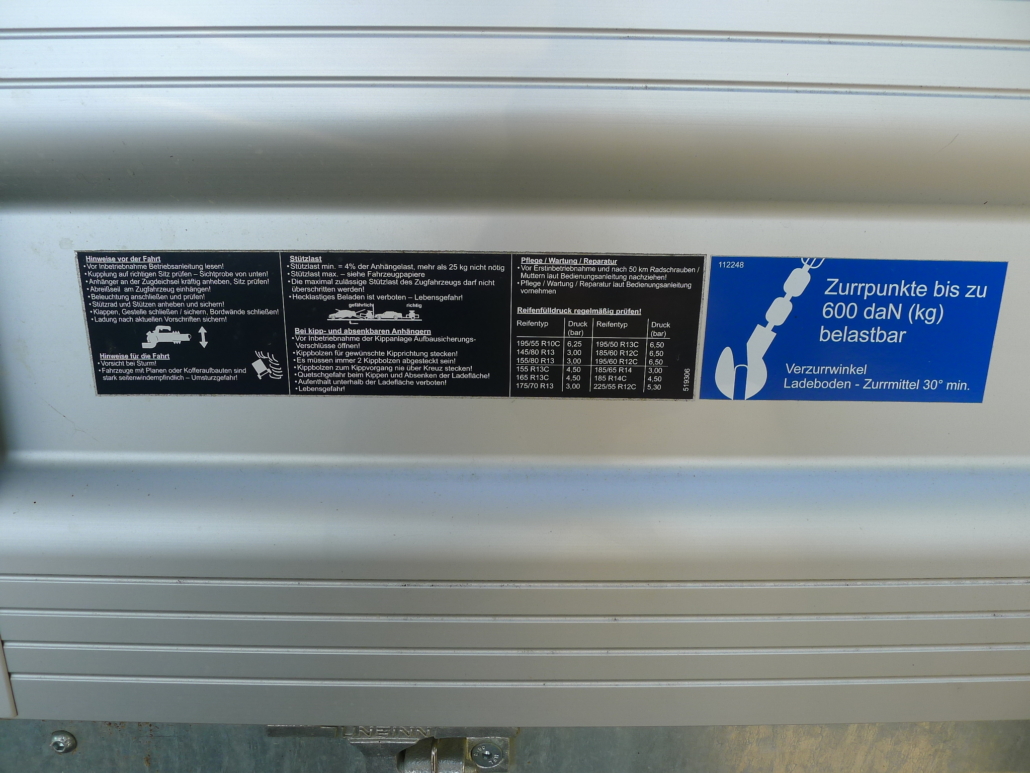 Hinweise vor der Fahrt
•Vor Inbetriebnahme Betriebsanleitung lesen!
•Kupplung auf richtigen Sitz prüfen – Sichtprobe von unten!
•Anhänger an der Zugdeichsel kräftig anheben, Sitz prüfen!
•Abreißseil am Zugfahrzeug einhängen!
•Beleuchtung anschließen und prüfen!
•Stützrad und Stützen anheben und sichern!
•Klappen, Gestelle schließen / sichern, Bordwände schließen!
•Ladung nach aktuellen Vorschriften sichern!
Hinweise für die Fahrt
•Vorsicht bei Sturm!
•Fahrzeuge mit Planen oder Kofferaufbauten sind
stark seitenwindempfindlich – Umsturzgefahr!
Stützlast
•Stützlast min. = 4% der Anhängelast, mehr als 25 kg nicht nötig
•Stützlast max. – siehe Fahrzeugpapiere
•Die maximal zulässige Stützlast des Zugfahrzeugs darf nicht
überschritten werden!
•Hecklastiges Beladen ist verboten – Lebensgefahr!
gefährlich richtig
Bei kipp- und absenkbaren Anhängern
•Vor Inbetriebnahme der Kippanlage Aufbausicherungs-
Verschlüsse öffnen!
•Kippbolzen für gewünschte Kipprichtung stecken!
•Es müssen immer 2 Kippbolzen abgesteckt sein!
•Kippbolzen zum Kippvorgang nie über Kreuz stecken!
•Quetschgefahr beim Kippen und Absenken der Ladefläche!
•Aufenthalt unterhalb der Ladefläche verboten!
•Lebensgefahr!
Pflege / Wartung / Reparatur
•Vor Erstnbetriebnahme und nach 50 km Radschrauben /
Muttern laut Bedienungsanleitung nachziehen!
•Pflege / Wartung / Reparatur laut Bedienungsanleitung
vornehmen
Reifenfülldruck regelmäßig prüfen!
Reifentyp Druck (bar) Reifentyp Druck (bar)
195/55 R10C 6,25 195/50 R13C 6,50
145/80 R13 3,00 185/60 R12C 6,50
155/80 R13 3,00 195/60 R12C 6,50
155 R13C 4,50 185/65 R14 3,00
165 R13C 4,50 185 R14C 4,50
175/70 R13 3,00 225/55 R12C 5,30
519306
112248
Zurrpunkte bis zu
600 daN (kg)
belastbar
Verzurrwinkel
Ladeboden - Zurrmittel 30° min.
UNSINN